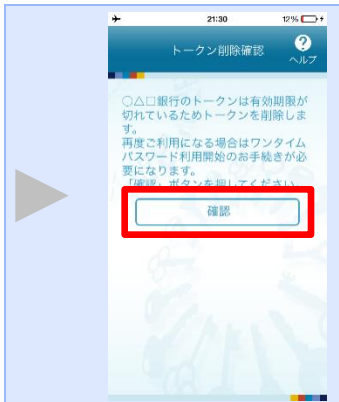 21:30
12%
トークン削除確認
?
ヘルプ
○△□銀行のトークンは有効期限が
切れているためトークンを削除しま
す。
再度ご利用になる場合はワンタイム
パスワード利用開始のお手続きが必
要になります。
「確認」ボタンを押してください
確認